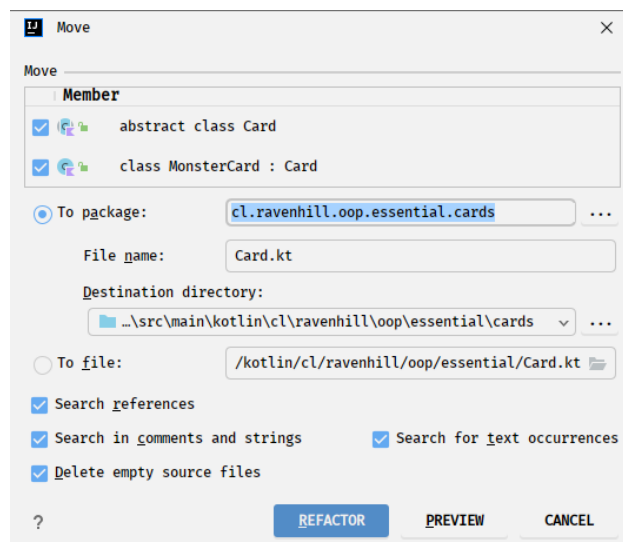 IJ Move
Move
Member
abstract class Card
class MonsterCard : Card
To package: cl.ravenhill.oop.essential.cards ...
File name: Card.kt
Destination directory:
…\src\main\kotlin\cl\ravenhill\oop\essential\cards ...
To file: /kotlin/cl/ravenhill/oop/essential/Card.kt
Search references
Search in comments and strings Search for text occurrences
Delete empty source files
? REFACTOR PREVIEW CANCEL